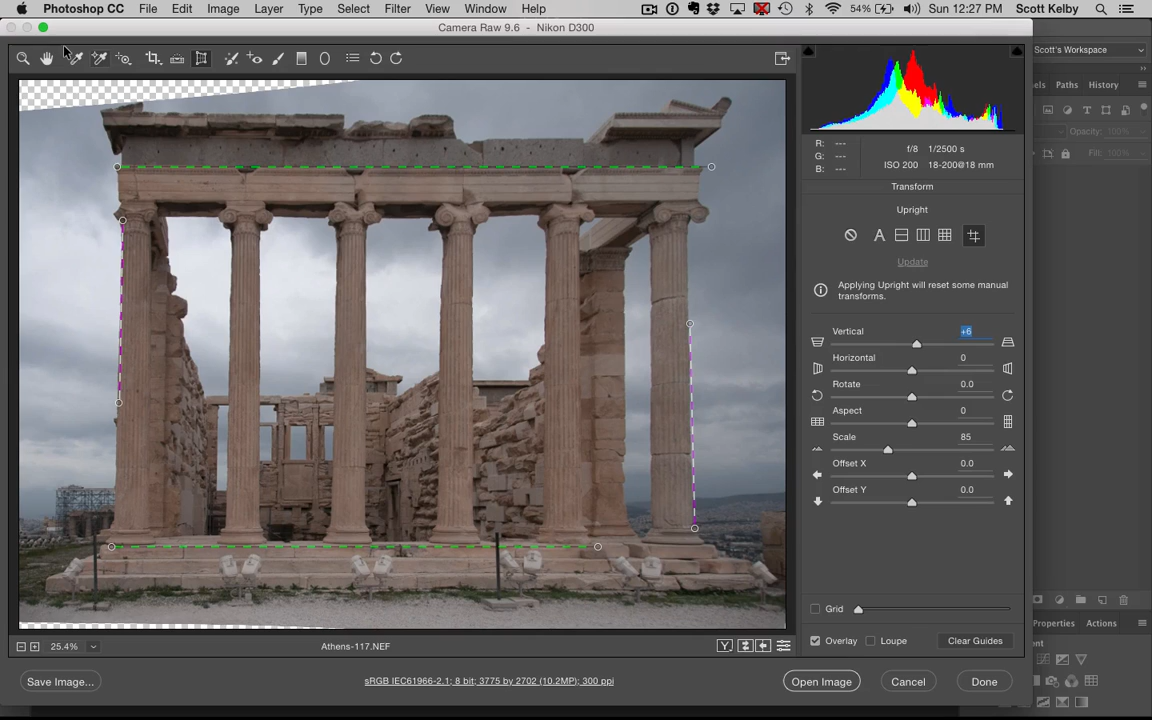 Photoshop CC File Edit Image Layer Type Select Filter View Window Help 54% Sun 12:27 PM Scott Kelby
Camera Raw 9.6 - Nikon D300
Scott's Workspace
Paths History
R: ---
G: ---
B: ---
f/8 1/2500 s
ISO 200 18-200@18 mm
Opacity: 100%
Fill: 100%
Transform
Upright
A
Update
Applying Upright will reset some manual
transforms.
Vertical +6
Horizontal 0
Rotate 0.0
Aspect 0
Scale 85
Offset X 0.0
Offset Y 0.0
Grid
Overlay Loupe Clear Guides
Properties Actions
25.4% Athens-117.NEF Y
Save Image... sRGB IEC61966-2.1; 8 bit; 3775 by 2702 (10.2MP); 300 ppi Open Image Cancel Done